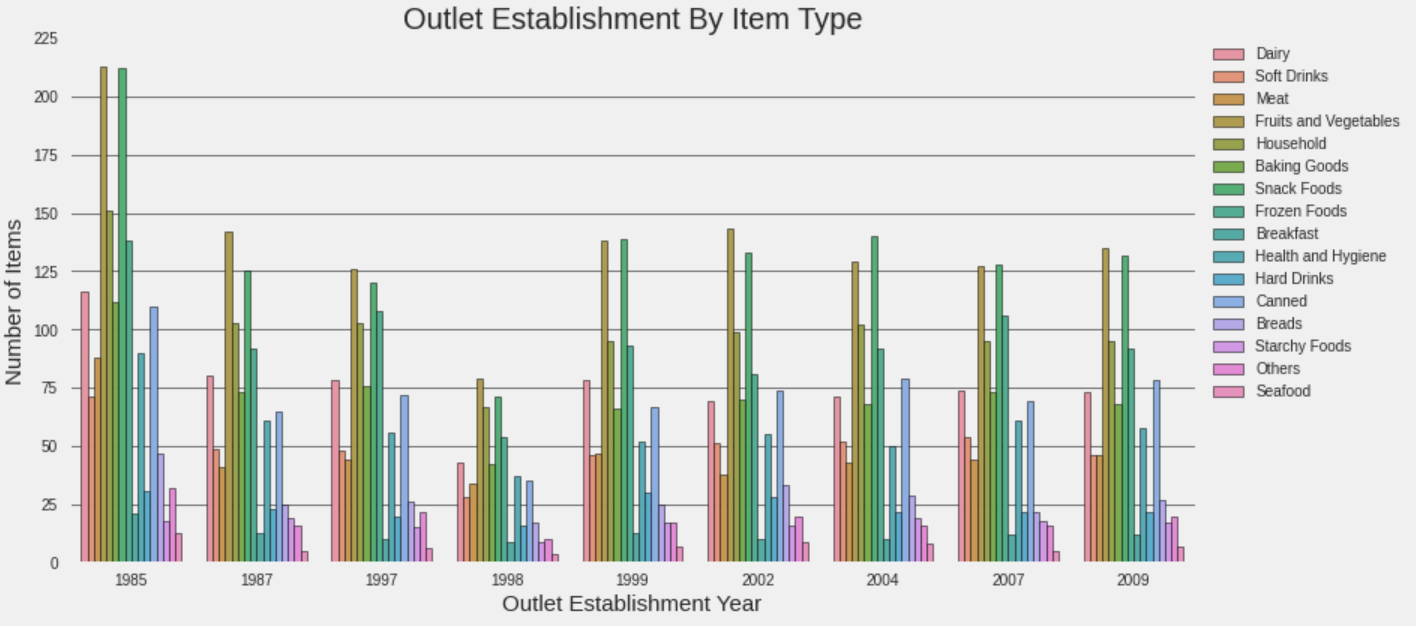 Outlet Establishment By Item Type
Number of Items
225
200
175
150
125
100
75
50
25
0
1985 1987 1997 1998 1999 2002 2004 2007 2009
Outlet Establishment Year
Dairy
Soft Drinks
Meat
Fruits and Vegetables
Household
Baking Goods
Snack Foods
Frozen Foods
Breakfast
Health and Hygiene
Hard Drinks
Canned
Breads
Starchy Foods
Others
Seafood